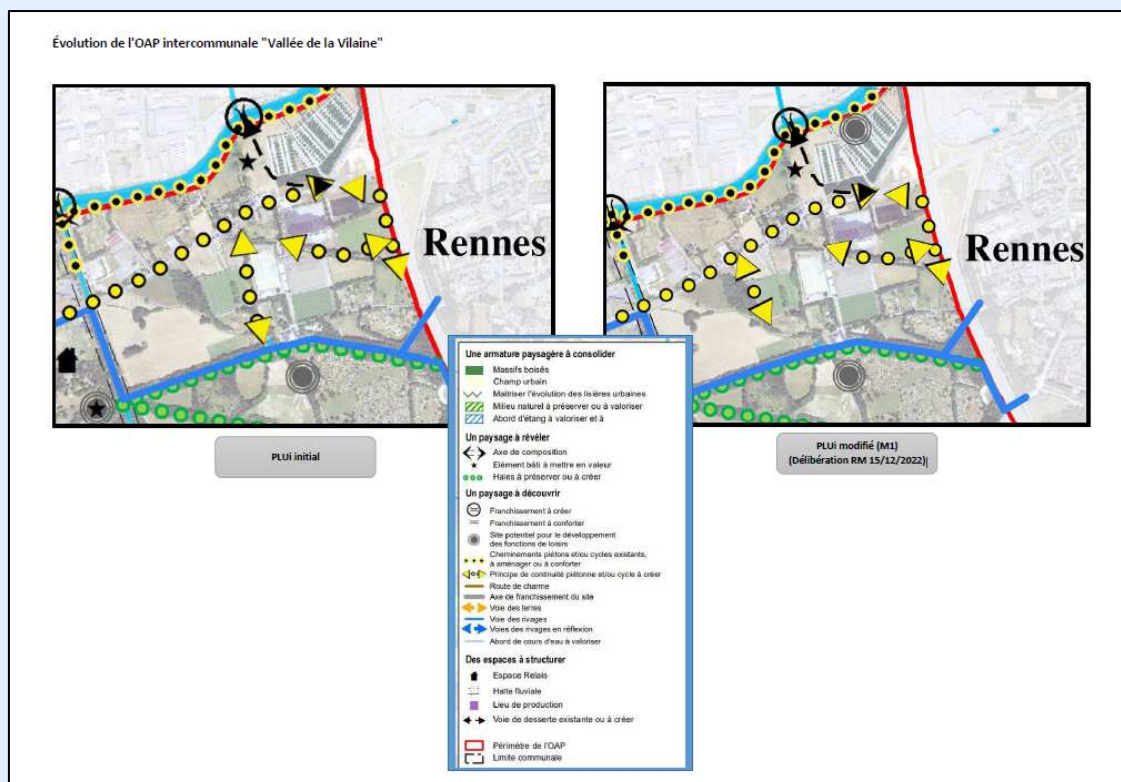 Évolution de l'OAP intercommunale "Vallée de la Vilaine"
Rennes
Rennes
PLUi initial
PLUi modifié (M1)
(Délibération RM 15/12/2022)
Une armature paysagère à consolider
Massifs boisés
Champ urbain
Maitriser l'évolution des lisières urbaines
Milieu naturel à préserver ou à valoriser
Abord d'étang à valoriser et à
Un paysage à révéler
Axe de composition
Elément bâti à mettre en valeur
Haies à préserver ou à créer
Un paysage à découvrir
Franchissement à créer
Franchissement à conforter
Site potentiel pour le développement
des fonctions de loisirs
Cheminements piétons et/ou cycles existants,
à aménager ou à conforter
Principe de continuité piétonne et/ou cycle à créer
Route de charme
Axe de franchissement du site
Voie des terres
Voie des rivages
Voies des rivages en réflexion
Abord de cours d'eau à valoriser
Des espaces à structurer
Espace Relais
Halte fluviale
Lieu de production
Voie de desserte existante ou à créer
Périmètre de l'OAP
Limite communale